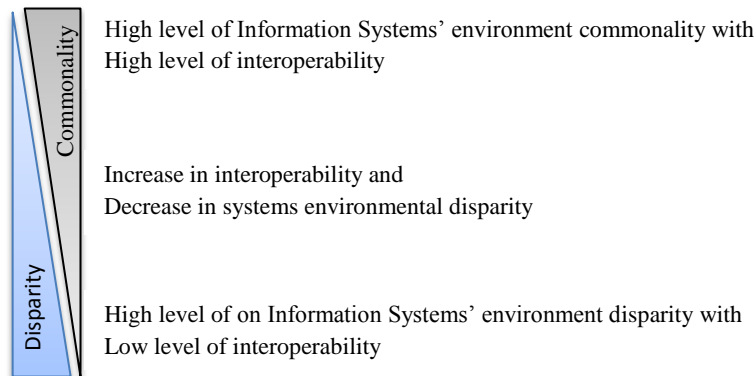 Commonality
High level of Information Systems’ environment commonality with
High level of interoperability
Increase in interoperability and
Decrease in systems environmental disparity
Disparity
High level of on Information Systems’ environment disparity with
Low level of interoperability